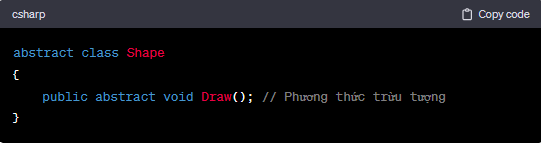 csharp
Copy code
abstract class Shape
{
    public abstract void Draw(); // Phương thức trừu tượng
}